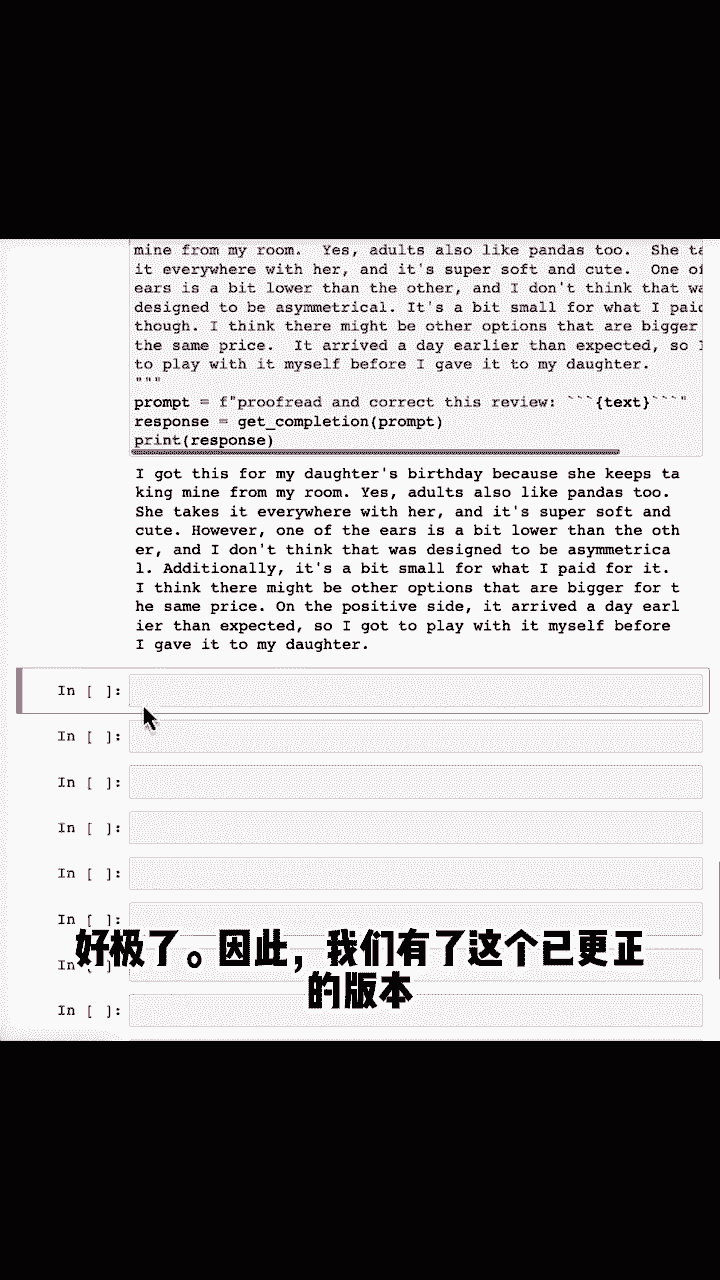 mine from my room.  Yes, adults also like pandas too.  She ta
it everywhere with her, and it's super soft and cute.  One of
ears is a bit lower than the other, and I don't think that wa
designed to be asymmetrical. It's a bit small for what I paid
though. I think there might be other options that are bigger
the same price.  It arrived a day earlier than expected, so I
to play with it myself before I gave it to my daughter.
"""
prompt = f"proofread and correct this review: ```{text}```"
response = get_completion(prompt)
print(response)
I got this for my daughter's birthday because she keeps ta
king mine from my room. Yes, adults also like pandas too.
She takes it everywhere with her, and it's super soft and
cute. However, one of the ears is a bit lower than the oth
er, and I don't think that was designed to be asymmetrica
l. Additionally, it's a bit small for what I paid for it.
I think there might be other options that are bigger for t
he same price. On the positive side, it arrived a day earl
ier than expected, so I got to play with it myself before
I gave it to my daughter.
In [ ]:
In [ ]:
In [ ]:
In [ ]:
In [ ]:
In [ ]:
In [ ]:
In [ ]:
好极了。因此，我们有了这个已更正
的版本